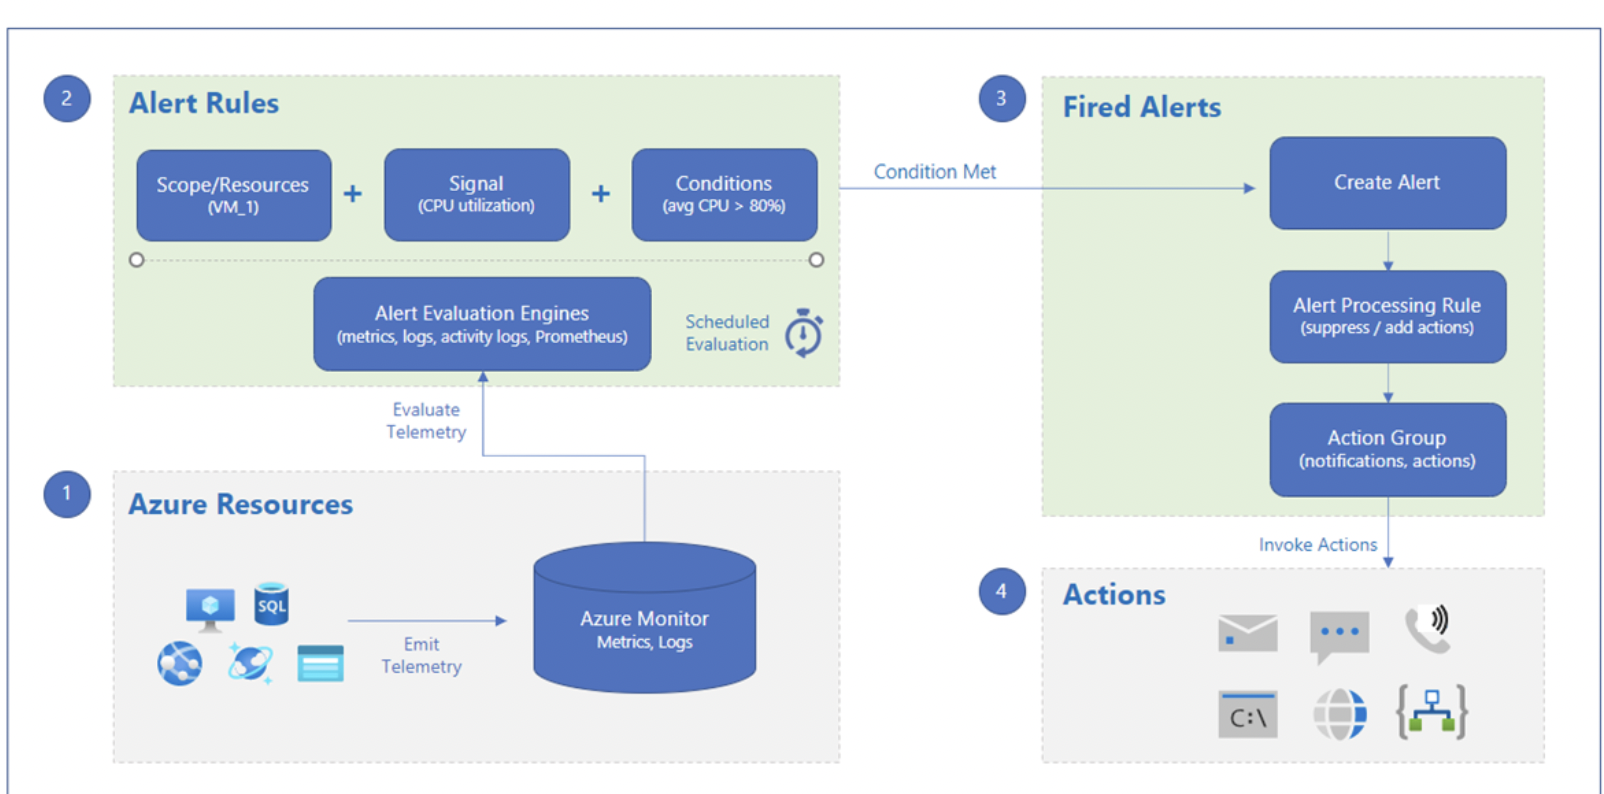 2
Alert Rules
Scope/Resources
(VM_1)
+
Signal
(CPU utilization)
+
Conditions
(avg CPU > 80%)
Alert Evaluation Engines
(metrics, logs, activity logs, Prometheus)
Scheduled
Evaluation
Condition Met
3
Fired Alerts
Create Alert
Alert Processing Rule
(suppress / add actions)
Action Group
(notifications, actions)
Evaluate
Telemetry
1
Azure Resources
SQL
Emit
Telemetry
Azure Monitor
Metrics, Logs
Invoke Actions
4
Actions
C:\